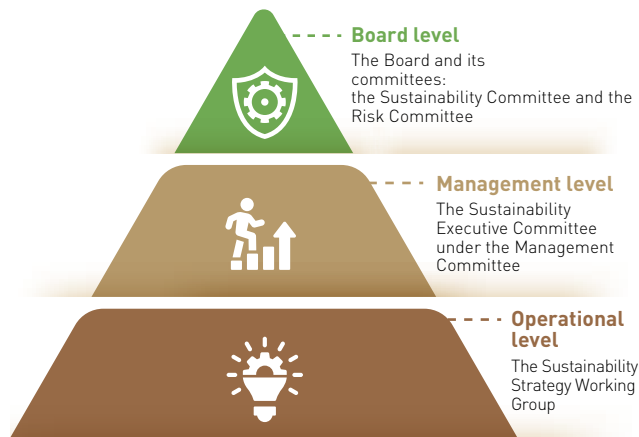 Board level
The Board and its
committees:
the Sustainability Committee and the
Risk Committee
Management level
The Sustainability
Executive Committee
under the Management
Committee
Operational
level
The Sustainability
Strategy Working
Group